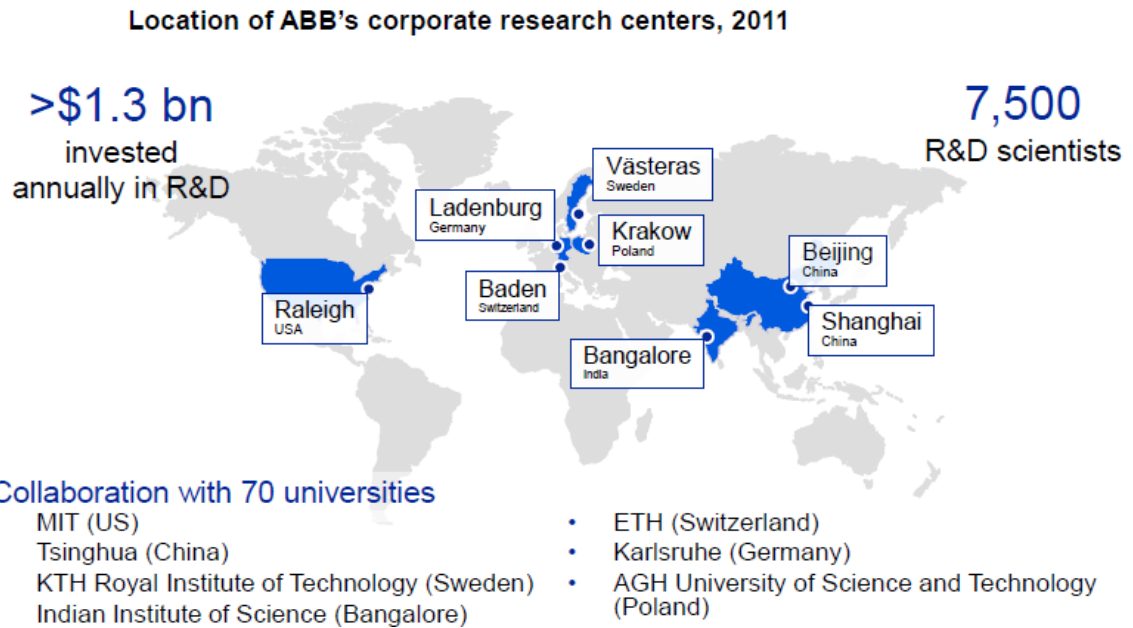 Location of ABB's corporate research centers, 2011
>$1.3 bn
invested
annually in R&D
7,500
R&D scientists
Västeras
Sweden
Ladenburg
Germany
Krakow
Poland
Beijing
China
Baden
Switzerland
Raleigh
USA
Shanghai
China
Bangalore
India
Collaboration with 70 universities
MIT (US)
Tsinghua (China)
KTH Royal Institute of Technology (Sweden)
Indian Institute of Science (Bangalore)
• ETH (Switzerland)
• Karlsruhe (Germany)
• AGH University of Science and Technology
(Poland)